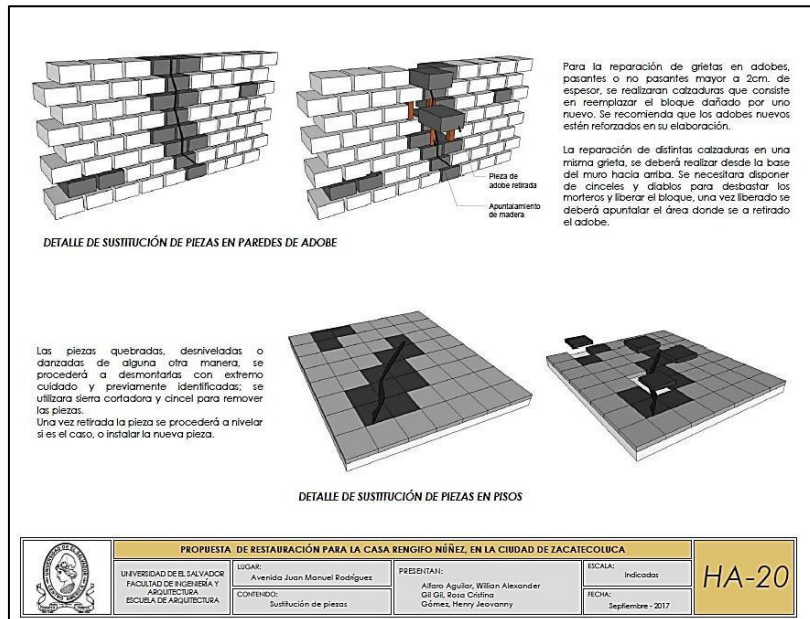 Para la reparación de grietas en adobes,
pasantes o no pasantes mayor a 2cm. de
espesor, se realizaran calzaduras que consiste
en reemplazar el bloque dañado por uno
nuevo. Se recomienda que los adobes nuevos
estén reforzados en su elaboración.
La reparación de distintas calzaduras en una
misma grieta, se deberá realizar desde la base
del muro hacia arriba. Se necesitara disponer
de cinceles y diablos para desbastar los
morteros y liberar el bloque, una vez liberado se
deberá apuntalar el área donde se a retirado
el adobe.
Pieza de
adobe retirada
Apuntalamiento
de madera
DETALLE DE SUSTITUCIÓN DE PIEZAS EN PAREDES DE ADOBE
Las piezas quebradas, desniveladas o
danzadas de alguna otra manera, se
procederá a desmontarlas con extremo
cuidado y previamente identificadas; se
utilizara sierra cortadora y cincel para remover
las piezas.
Una vez retirada la pieza se procederá a nivelar
si es el caso, o instalar la nueva pieza.
DETALLE DE SUSTITUCIÓN DE PIEZAS EN PISOS
PROPUESTA DE RESTAURACIÓN PARA LA CASA RENGIFO NÚÑEZ, EN LA CIUDAD DE ZACATECOLUCA
UNIVERSIDAD DE EL SALVADOR
FACULTAD DE INGENIERÍA Y
ARQUITECTURA
ESCUELA DE ARQUITECTURA
LUGAR:
Avenida Juan Manuel Rodríguez
CONTENIDO:
Sustitución de piezas
PRESENTAN:
Alfaro Aguilar, Willian Alexander
Gil Gil, Rosa Cristina
Gómez, Henry Jeovanny
ESCALA:
Indicadas
FECHA:
Septiembre - 2017
HA-20